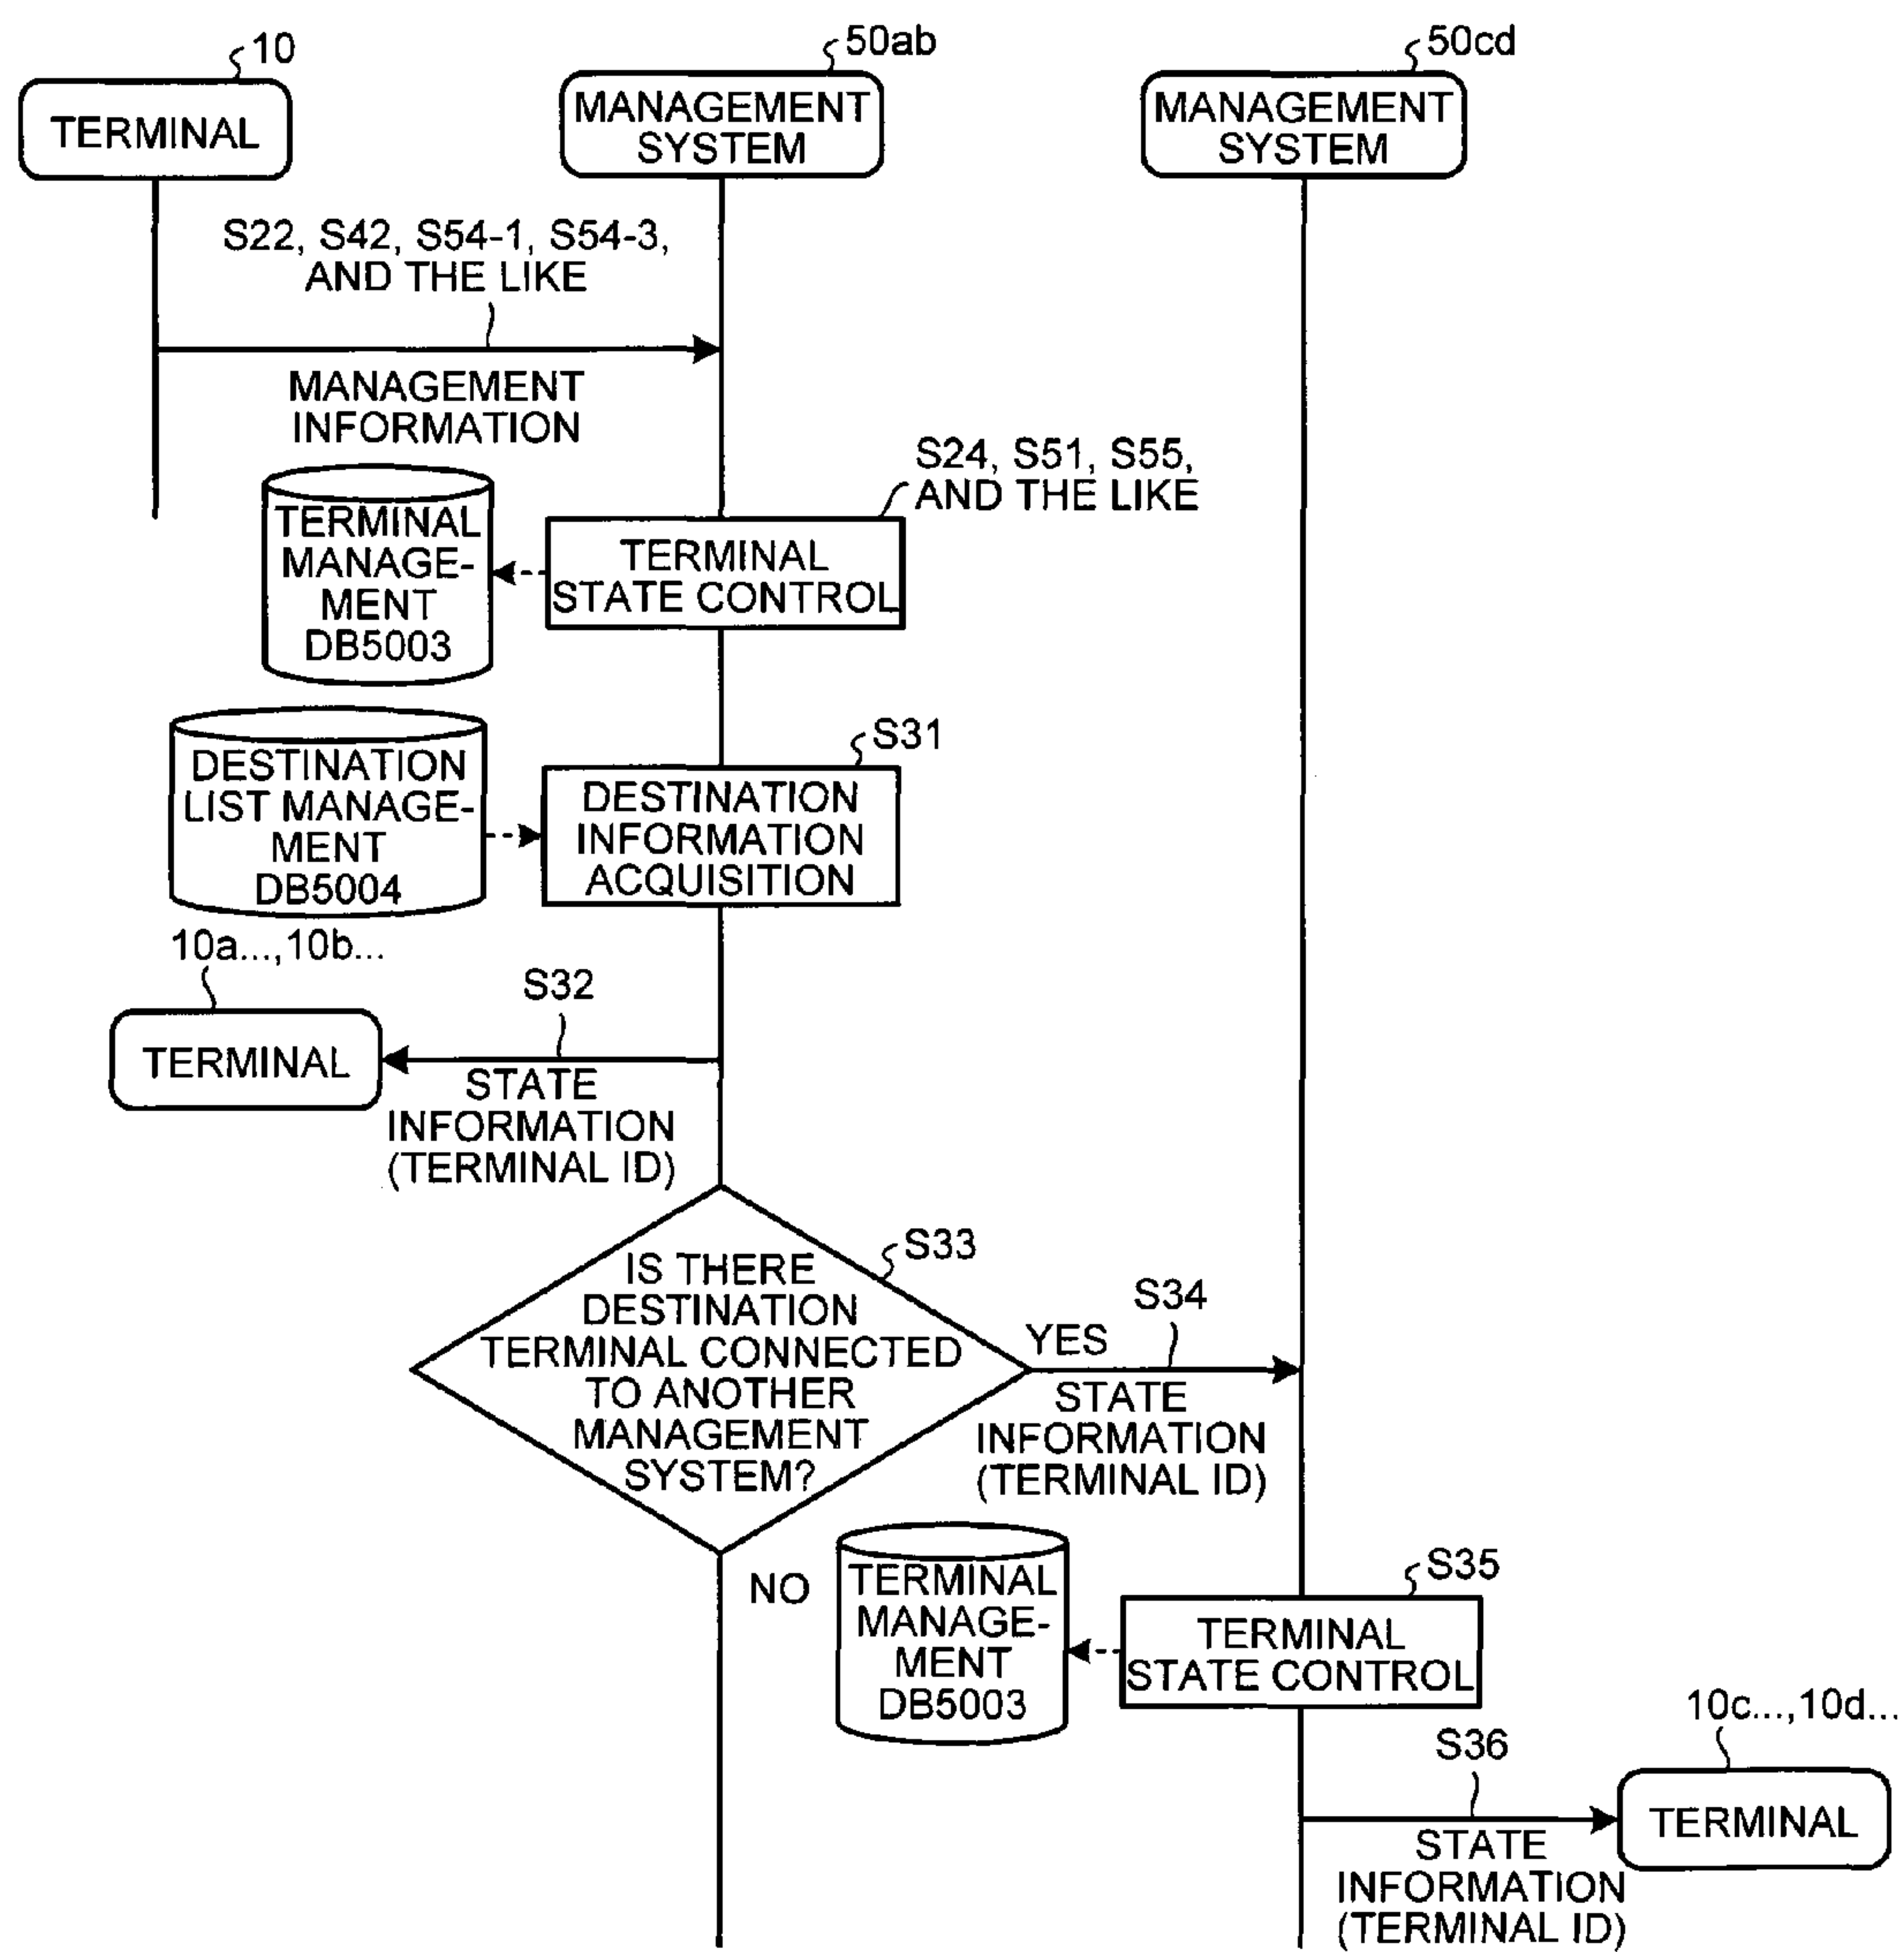 10
50ab
50cd
TERMINAL
MANAGEMENT
SYSTEM
MANAGEMENT
SYSTEM
S22, S42, S54-1, S54-3,
AND THE LIKE
MANAGEMENT
INFORMATION
S24, S51, S55,
AND THE LIKE
TERMINAL
MANAGE-
MENT
DB5003
TERMINAL
STATE CONTROL
S31
DESTINATION
LIST MANAGE-
MENT
DB5004
DESTINATION
INFORMATION
ACQUISITION
10a...,10b...
S32
TERMINAL
STATE
INFORMATION
(TERMINAL ID)
S33
IS THERE
DESTINATION
TERMINAL CONNECTED
TO ANOTHER
MANAGEMENT
SYSTEM?
S34
YES
STATE
INFORMATION
(TERMINAL ID)
NO
TERMINAL
MANAGE-
MENT
DB5003
S35
TERMINAL
STATE CONTROL
10c...,10d...
S36
TERMINAL
STATE
INFORMATION
(TERMINAL ID)